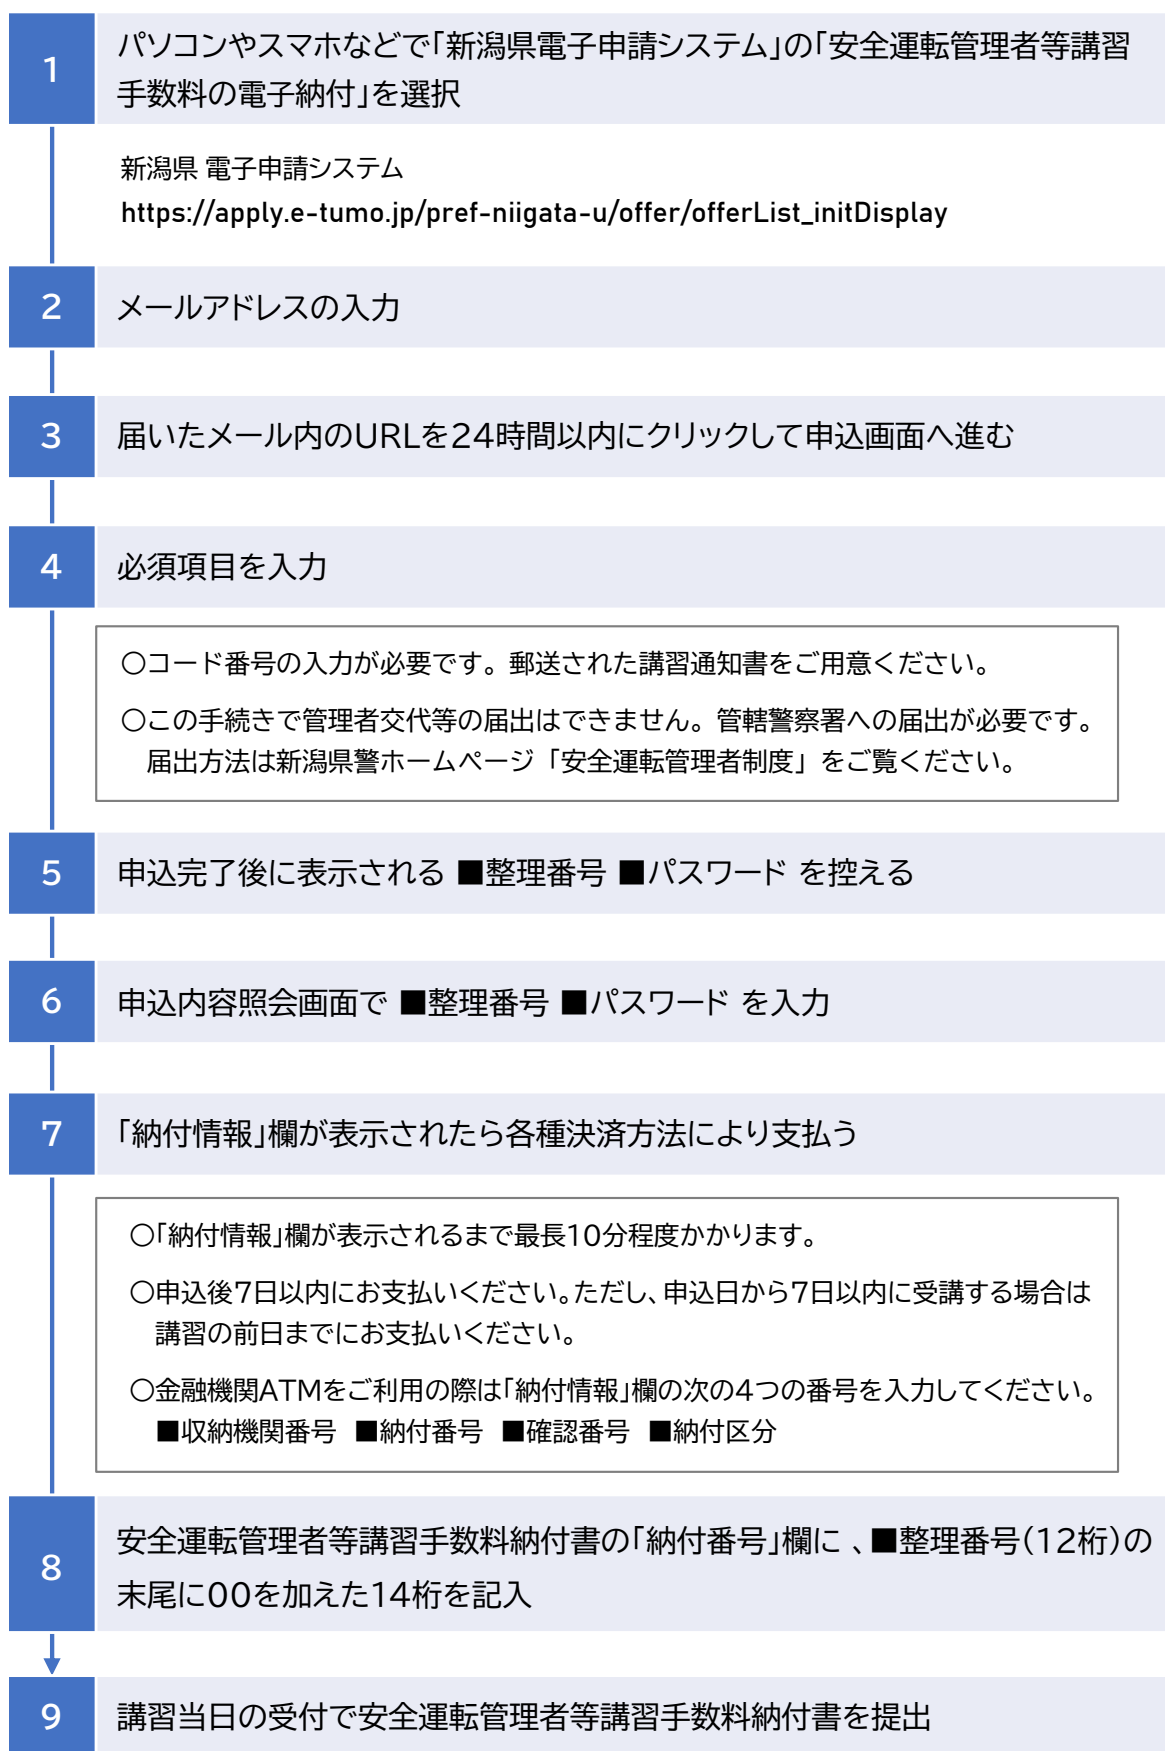 1
パソコンやスマホなどで「新潟県電子申請システム」の「安全運転管理者等講習
手数料の電子納付」を選択
新潟県 電子申請システム
https://apply.e-tumo.jp/pref-niigata-u/offer/offerList_initDisplay
2
メールアドレスの入力
3
届いたメール内のURLを24時間以内にクリックして申込画面へ進む
4
必須項目を入力
○コード番号の入力が必要です。郵送された講習通知書をご用意ください。
○この手続きで管理者交代等の届出はできません。管轄警察署への届出が必要です。
届出方法は新潟県警ホームページ「安全運転管理者制度」をご覧ください。
5
申込完了後に表示される ■整理番号 ■パスワード を控える
6
申込内容照会画面で ■整理番号 ■パスワード を入力
7
「納付情報」欄が表示されたら各種決済方法により支払う
○「納付情報」欄が表示されるまで最長10分程度かかります。
○申込後7日以内にお支払いください。ただし、申込日から7日以内に受講する場合は
講習の前日までにお支払いください。
○金融機関ATMをご利用の際は「納付情報」欄の次の4つの番号を入力してください。
■収納機関番号 ■納付番号 ■確認番号 ■納付区分
8
安全運転管理者等講習手数料納付書の「納付番号」欄に 、■整理番号(12桁)の
末尾に00を加えた14桁を記入
9
講習当日の受付で安全運転管理者等講習手数料納付書を提出